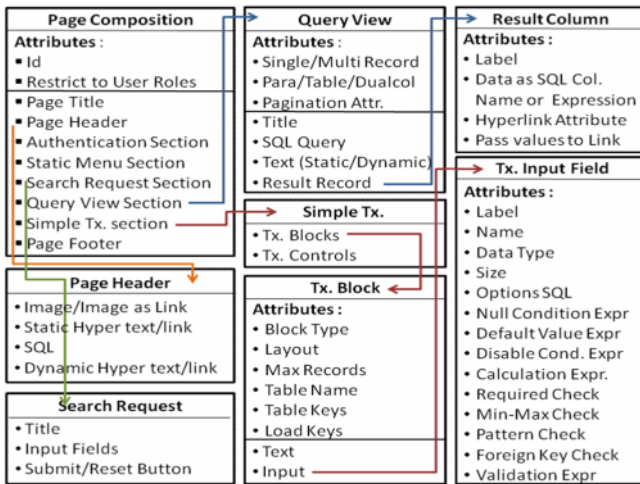 Page Composition
Attributes :
▪ Id
▪ Restrict to User Roles
▪ Page Title
▪ Page Header
▪ Authentication Section
▪ Static Menu Section
▪ Search Request Section
▪ Query View Section
▪ Simple Tx. section
▪ Page Footer
Page Header
• Image/Image as Link
• Static Hyper text/link
• SQL
• Dynamic Hyper text/link
Search Request
• Title
• Input Fields
• Submit/Reset Button
Query View
Attributes :
• Single/Multi Record
• Para/Table/Dualcol
• Pagination Attr.
• Title
• SQL Query
• Text (Static/Dynamic)
• Result Record
Simple Tx.
• Tx. Blocks
• Tx. Controls
Tx. Block
Attributes :
• Block Type
• Layout
• Max Records
• Table Name
• Table Keys
• Load Keys
• Text
• Input
Result Column
Attributes :
• Label
• Data as SQL Col.
Name or Expression
• Hyperlink Attribute
• Pass values to Link
Tx. Input Field
Attributes :
• Label
• Name
• Data Type
• Size
• Options SQL
• Null Condition Expr
• Default Value Expr
• Disable Cond. Expr
• Calculation Expr.
• Required Check
• Min-Max Check
• Pattern Check
• Foreign Key Check
• Validation Expr